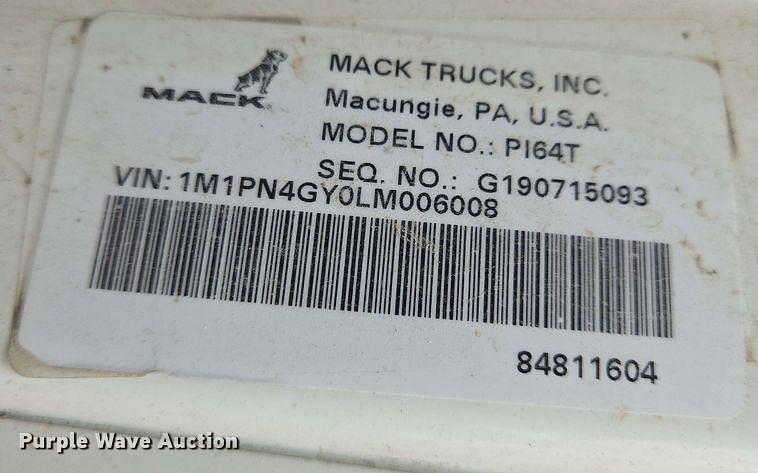 MACK
MACK TRUCKS, INC.
Macungie, PA, U.S.A.
MODEL NO.: PI64T
SEQ. NO.: G190715093
VIN: 1M1PN4GY0LM006008
84811604
Purple Wave Auction